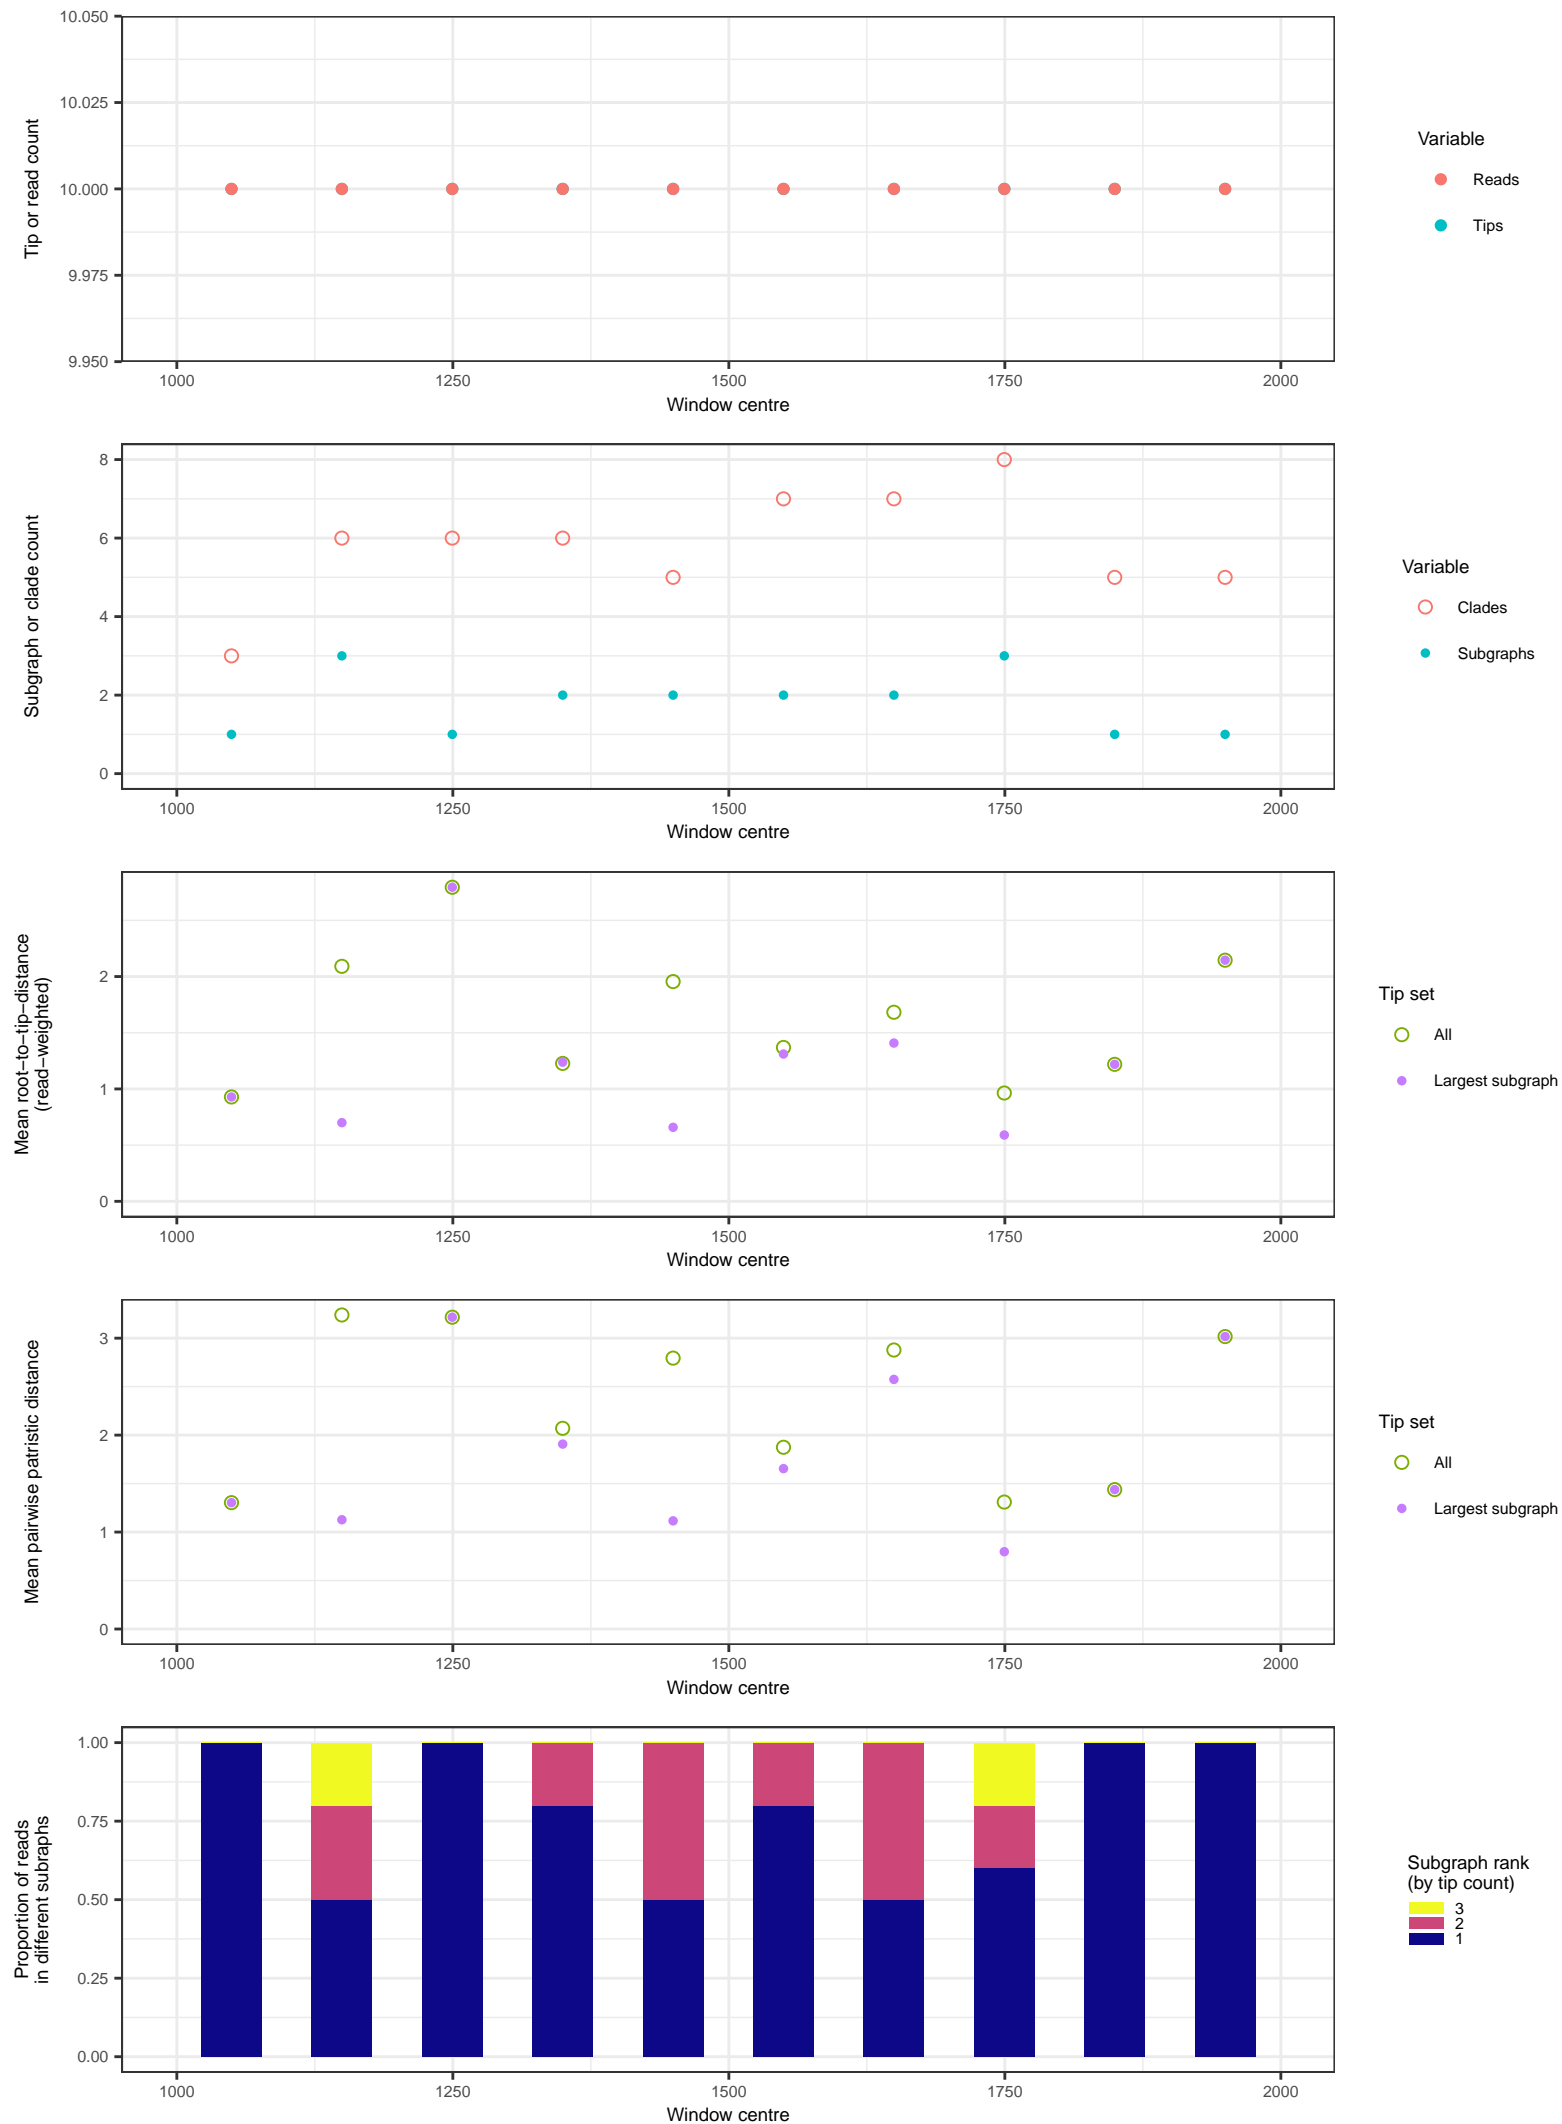 10.050
10.025
10.000
9.975
9.950
Tip or read count
1000 1250 1500 1750 2000
Window centre
Variable
Reads
Tips
8
6
4
2
0
Subgraph or clade count
1000 1250 1500 1750 2000
Window centre
Variable
Clades
Subgraphs
2
1
0
Mean root−to−tip−distance
(read−weighted)
1000 1250 1500 1750 2000
Window centre
Tip set
All
Largest subgraph
3
2
1
0
Mean pairwise patristic distance
1000 1250 1500 1750 2000
Window centre
Tip set
All
Largest subgraph
1.00
0.75
0.50
0.25
0.00
Proportion of reads
in different subraphs
1000 1250 1500 1750 2000
Window centre
Subgraph rank
(by tip count)
3
2
1